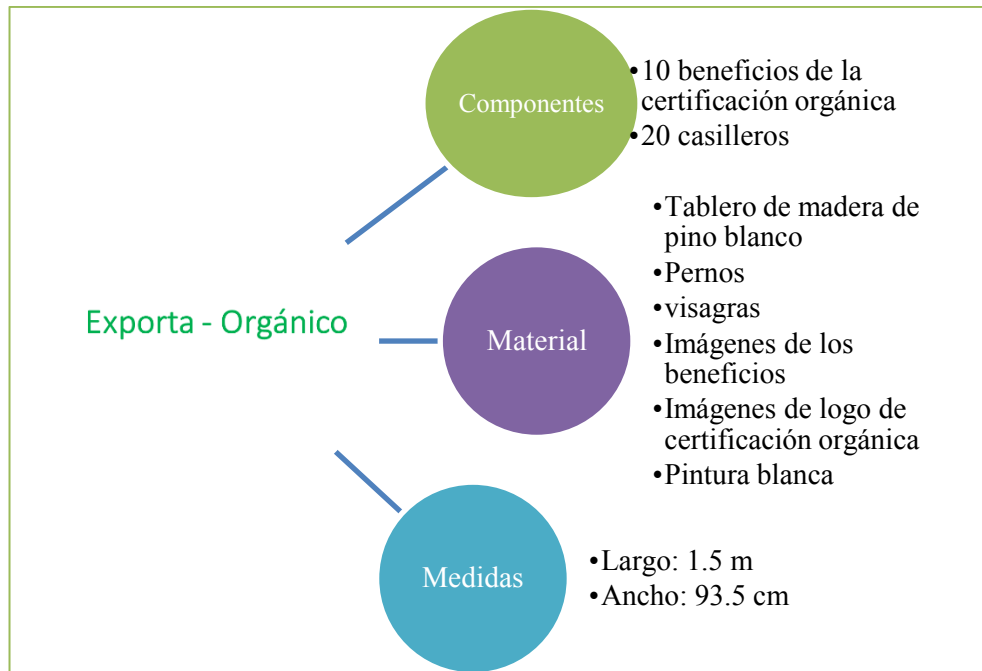 Exporta - Orgánico
Componentes
•10 beneficios de la
certificación orgánica
•20 casilleros
Material
•Tablero de madera de
pino blanco
•Pernos
•visagras
•Imágenes de los
beneficios
•Imágenes de logo de
certificación orgánica
•Pintura blanca
Medidas
•Largo: 1.5 m
•Ancho: 93.5 cm